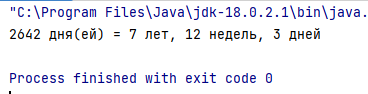 "C:\Program Files\Java\jdk-18.0.2.1\bin\java.
2642 дня(ей) = 7 лет, 12 недель, 3 дней
Process finished with exit code 0